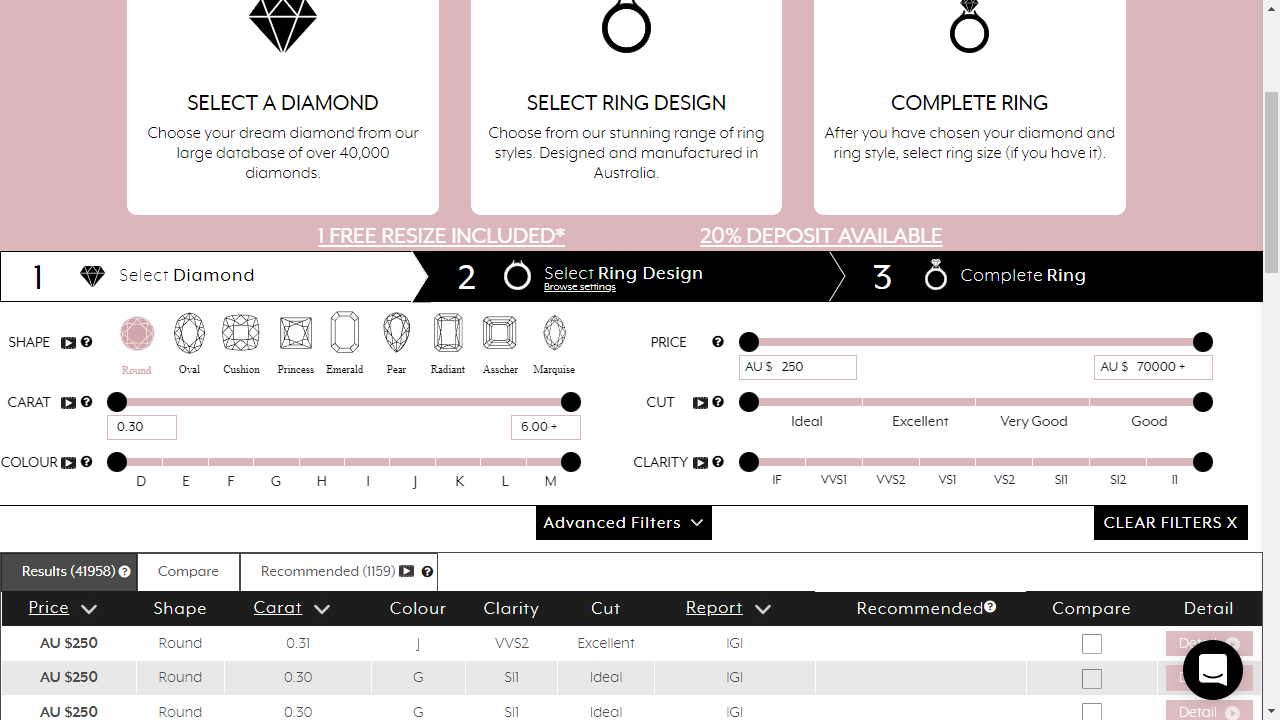 SELECT A DIAMOND
Choose your dream diamond from our
large database of over 40,000
diamonds.
SELECT RING DESIGN
Choose from our stunning range of ring
styles. Designed and manufactured in
Australia.
COMPLETE RING
After you have chosen your diamond and
ring style, select ring size (if you have it).
1 FREE RESIZE INCLUDED*
20% DEPOSIT AVAILABLE
1 Select Diamond
2 Select Ring Design
Browse settings
3 Complete Ring
SHAPE ?
Round Oval Cushion Princess Emerald Pear Radiant Asscher Marquise
PRICE ?
AU $ 250 AU $ 70000 +
CARAT ?
0.30 6.00 +
CUT ?
Ideal Excellent Very Good Good
COLOUR ?
D E F G H I J K L M
CLARITY ?
IF VVS1 VVS2 VS1 VS2 SI1 SI2 I1
Advanced Filters
CLEAR FILTERS X
Results (41958) ? Compare Recommended (1159) ?
Price Shape Carat Colour Clarity Cut Report Recommended ? Compare Detail
AU $250 Round 0.31 J VVS2 Excellent IGI
AU $250 Round 0.30 G SI1 Ideal IGI
AU $250 Round 0.30 G SI1 Ideal IGI Detail